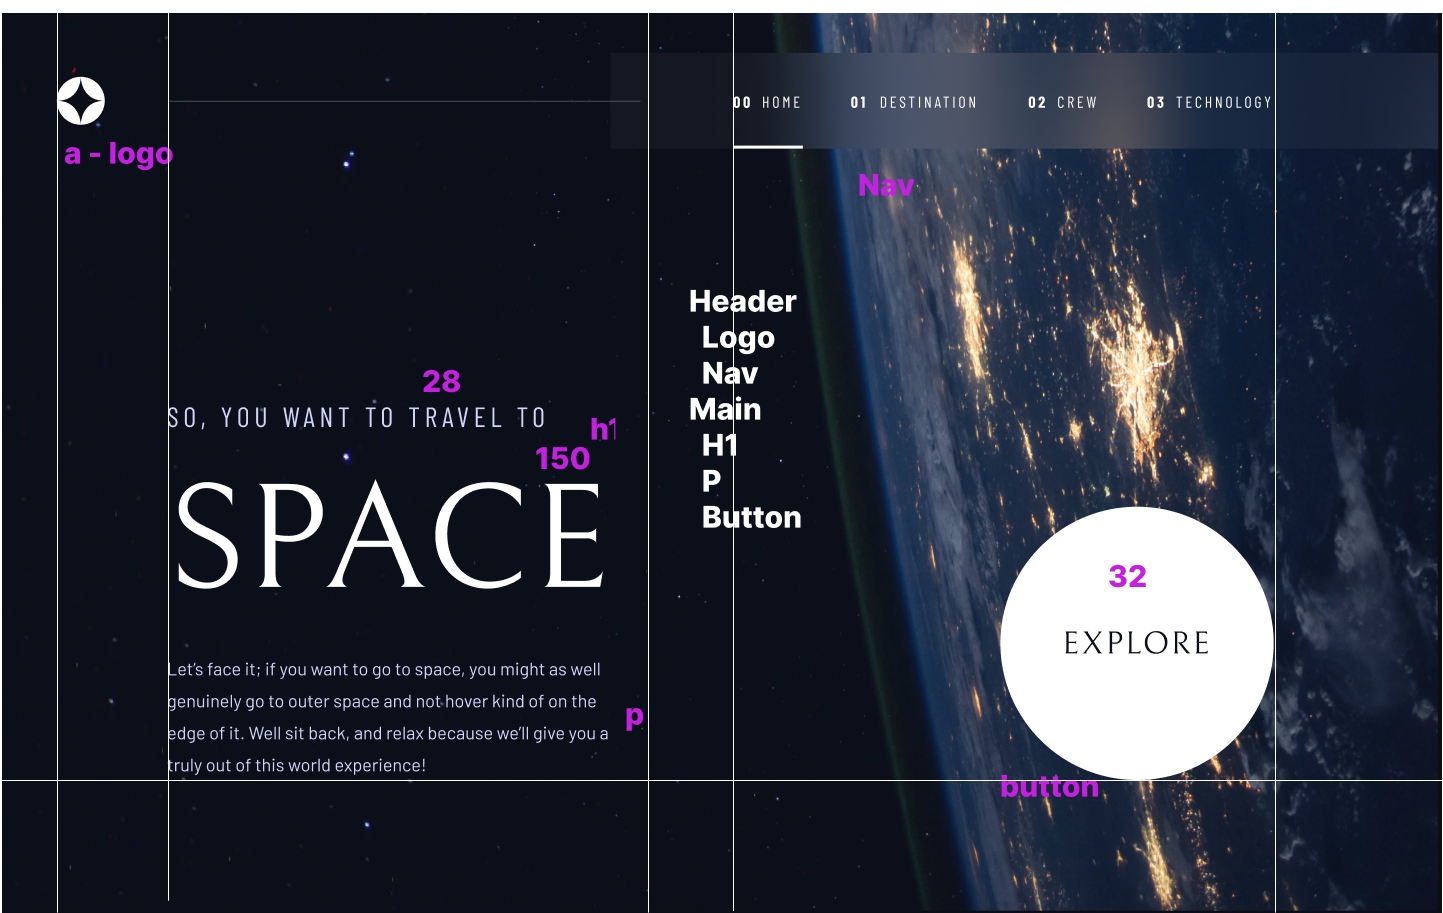 00 HOME 01 DESTINATION 02 CREW 03 TECHNOLOGY
a - logo
Nav
Header
Logo
Nav
Main
H1
P
Button
28
SO, YOU WANT TO TRAVEL TO
h1
150
SPACE
32
EXPLORE
Let’s face it; if you want to go to space, you might as well
genuinely go to outer space and not hover kind of on the
edge of it. Well sit back, and relax because we’ll give you a
truly out of this world experience!
p
button